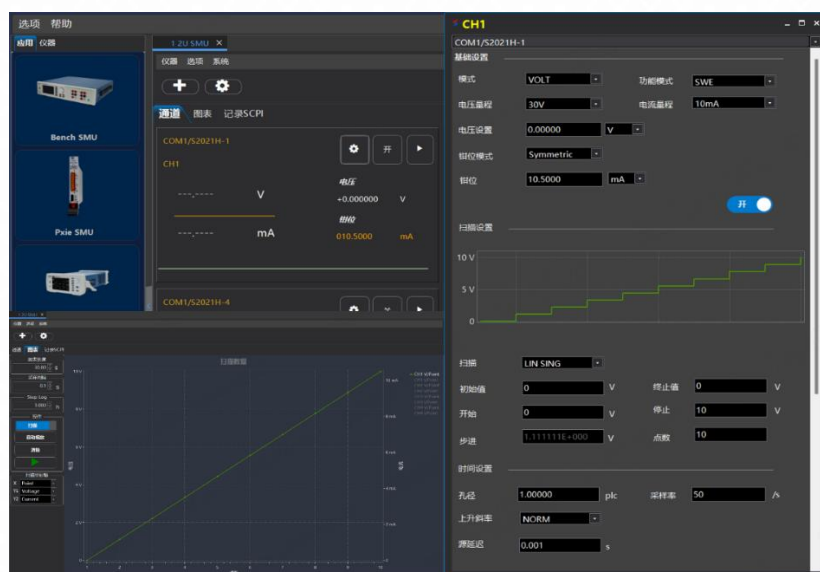 选项 帮助
应用 仪器
1 2U SMU ×
仪器 选项 系统
通道 图表 记录SCPI
Bench SMU
Pxie SMU
COM1/S2021H-1
CH1
开
---.---- V
电压
+0.000000 V
---.---- mA
钳位
010.5000 mA
COM1/S2021H-4
扫描数据
10 V
Point
Voltage
Current
CH1
COM1/S2021H-1
基础设置
模式 VOLT 功能模式 SWE
电压量程 30V 电流量程 10mA
电压设置 0.00000 V
钳位模式 Symmetric
钳位 10.5000 mA
开
扫描设置
10 V
5 V
0
扫描 LIN SING
初始值 0 V 终止值 0 V
开始 0 V 停止 10 V
步进 1.111111E+000 V 点数 10
时间设置
孔径 1.00000 plc 采样率 50 /s
上升斜率 NORM
源延迟 0.001 s